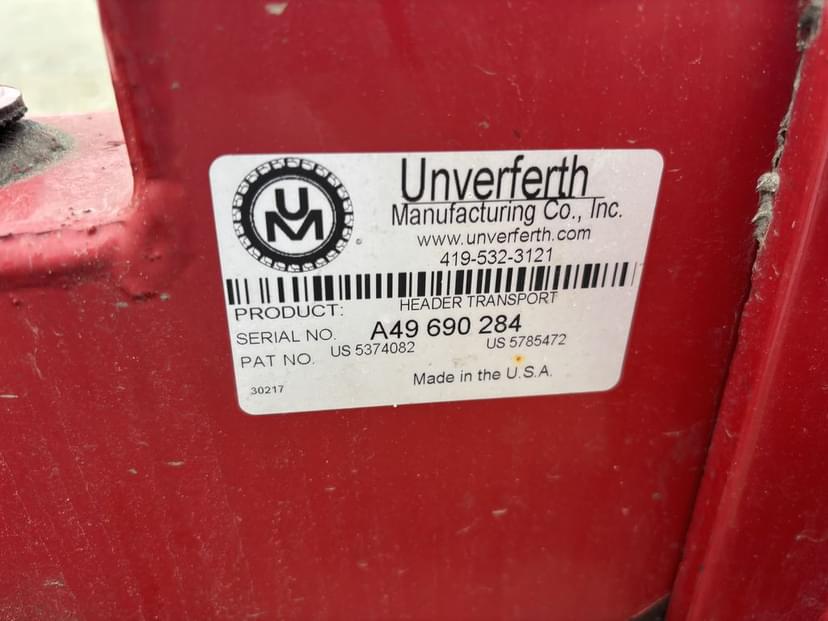 UM
Unverferth
Manufacturing Co., Inc.
www.unverferth.com
419-532-3121
PRODUCT: HEADER TRANSPORT
SERIAL NO. A49 690 284
PAT NO. US 5374082 US 5785472
30217 Made in the U.S.A.